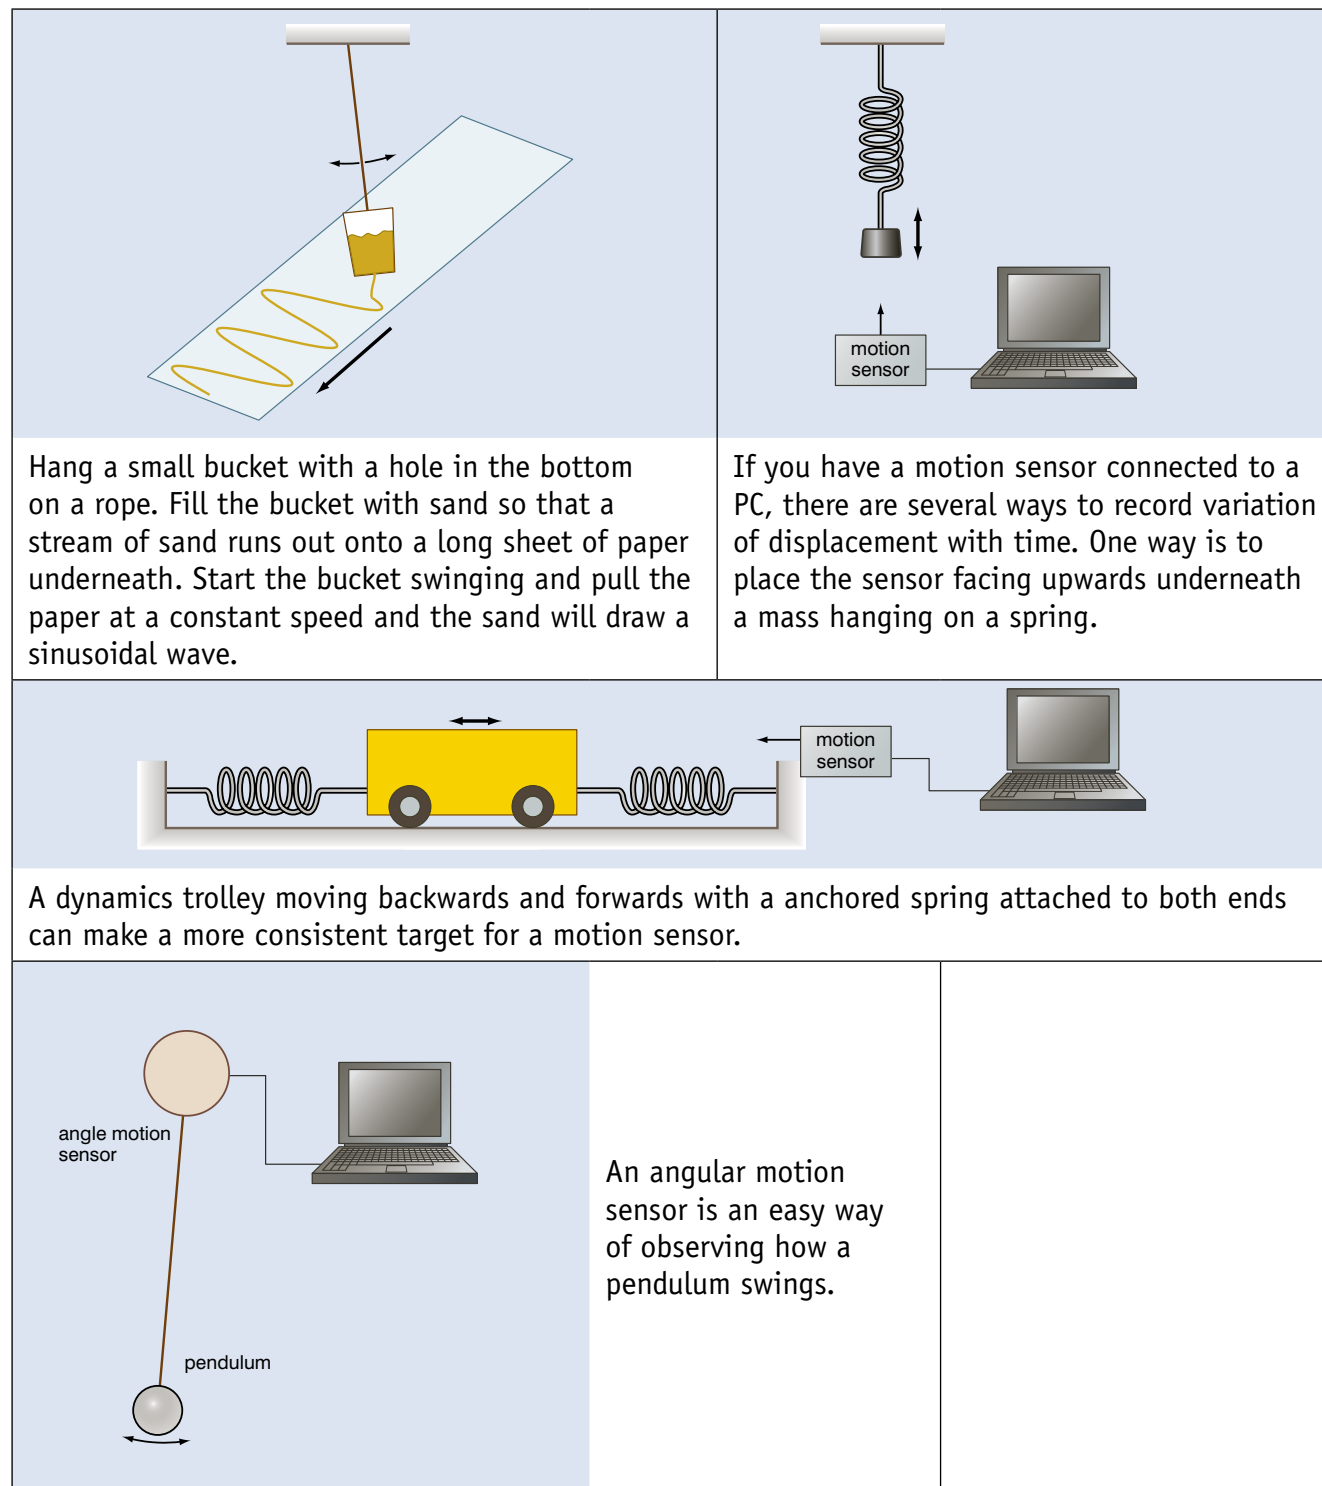 motion
sensor
Hang a small bucket with a hole in the bottom
on a rope. Fill the bucket with sand so that a
stream of sand runs out onto a long sheet of paper
underneath. Start the bucket swinging and pull the
paper at a constant speed and the sand will draw a
sinusoidal wave.
If you have a motion sensor connected to a
PC, there are several ways to record variation
of displacement with time. One way is to
place the sensor facing upwards underneath
a mass hanging on a spring.
motion
sensor
A dynamics trolley moving backwards and forwards with a anchored spring attached to both ends
can make a more consistent target for a motion sensor.
angle motion
sensor
pendulum
An angular motion
sensor is an easy way
of observing how a
pendulum swings.